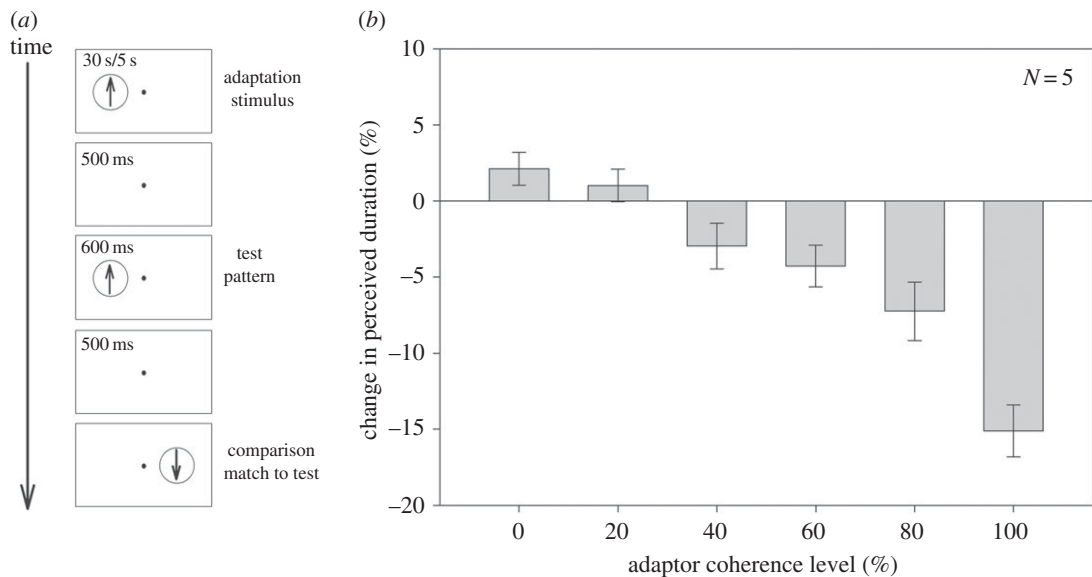 (a)
time
30 s/5 s
adaptation
stimulus
500 ms
600 ms
test
pattern
500 ms
comparison
match to test
(b)
N = 5
change in perceived duration (%)
10
5
0
–5
–10
–15
–20
0 20 40 60 80 100
adaptor coherence level (%)